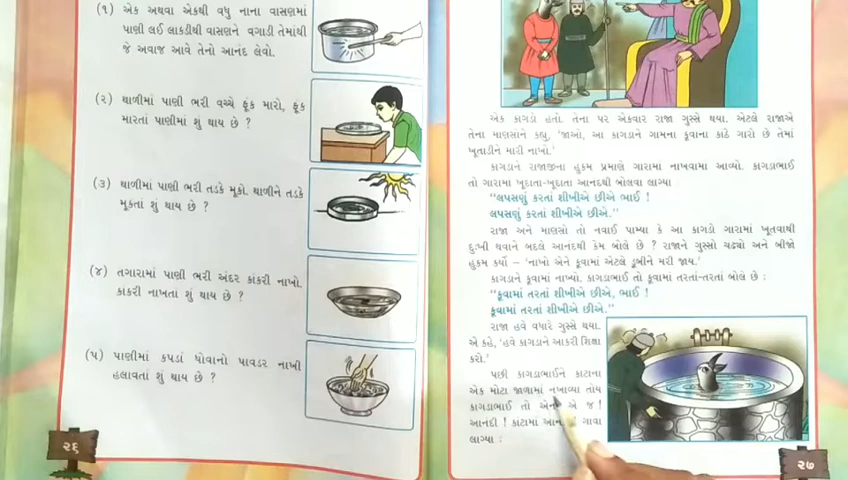 (૧) એક અથવા એકથી વધુ નાના વાસણમાં
પાણી લઈ લાકડીથી વાસણને વગાડી તેમાંથી
જે અવાજ આવે તેનો આનંદ લેવો.
(૨) થાળીમાં પાણી ભરી વચ્ચે ફૂંક મારો, ફૂંક
મારતાં પાણીમાં શું થાય છે ?
(૩) થાળીમાં પાણી ભરી તડકે મૂકો. થાળીને તડકે
મૂકતાં શું થાય છે ?
(૪) તગારામાં પાણી ભરી અંદર કાંકરી નાખો.
કાંકરી નાખતાં શું થાય છે ?
(૫) પાણીમાં કપડાં ધોવાનો પાવડર નાખી
હલાવતાં શું થાય છે ?
૨૬
એક કાગડો હતો. તેના પર એકવાર રાજા ગુસ્સે થયા. એટલે રાજાએ
તેના માણસોને કહ્યું, ‘જાઓ, આ કાગડાને ગામના કૂવાના કાંઠે ગારો છે તેમાં
ખૂંતાડીને મારી નાખો.’
કાગડાને રાજાજીના હુકમ પ્રમાણે ગારામાં નાખવામાં આવ્યો. કાગડાભાઈ
તો ગારામાં ખૂંદાતા-ખૂંદાતા આનંદથી બોલવા લાગ્યા
“લપસણું કરતાં શીખીએ છીએ ભાઈ !
લપસણું કરતાં શીખીએ છીએ.”
રાજા અને માણસો તો નવાઈ પામ્યા કે આ કાગડો ગારામાં ખૂંતવાથી
દુઃખી થવાને બદલે આનંદથી કેમ બોલે છે ? રાજાને ગુસ્સો ચઢ્યો અને બીજો
હુકમ કર્યો – ‘નાખો એને કૂવામાં એટલે ડૂબીને મરી જાય.’
કાગડાને કૂવામાં નાખ્યો. કાગડાભાઈ તો કૂવામાં તરતાં-તરતાં બોલે છે :
“કૂવામાં તરતાં શીખીએ છીએ, ભાઈ !
કૂવામાં તરતાં શીખીએ છીએ.”
રાજા હવે વધારે ગુસ્સે થયા.
એ કહે, ‘હવે કાગડાને આકરી શિક્ષા
કરો.’
પછી કાગડાભાઈને કાંટાના
એક મોટા જાળામાં નખાવ્યા તોય
કાગડાભાઈ તો એ જ !
આનંદી ! કાંટામાં ગાવા
લાગ્યા :
૨૭